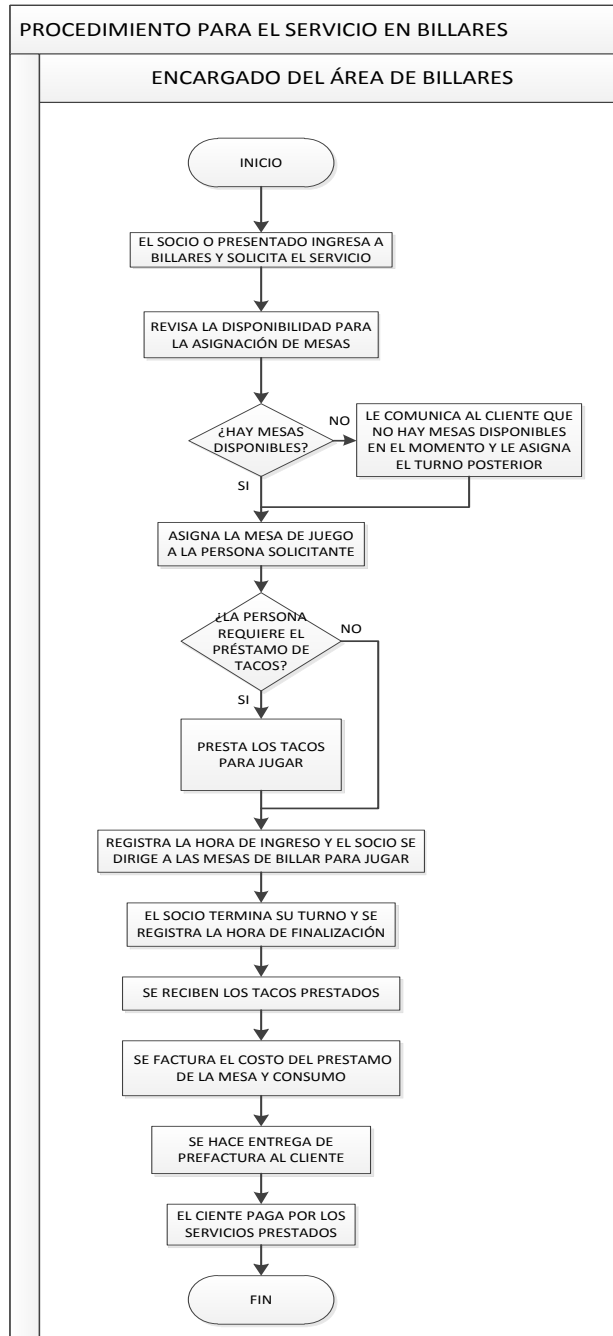 PROCEDIMIENTO PARA EL SERVICIO EN BILLARES
ENCARGADO DEL ÁREA DE BILLARES
INICIO
EL SOCIO O PRESENTADO INGRESA A
BILLARES Y SOLICITA EL SERVICIO
REVISA LA DISPONIBILIDAD PARA
LA ASIGNACIÓN DE MESAS
¿HAY MESAS
DISPONIBLES?
NO
LE COMUNICA AL CLIENTE QUE
NO HAY MESAS DISPONIBLES
EN EL MOMENTO Y LE ASIGNA
EL TURNO POSTERIOR
SI
ASIGNA LA MESA DE JUEGO
A LA PERSONA SOLICITANTE
¿LA PERSONA
REQUIERE EL
PRÉSTAMO DE
TACOS?
NO
SI
PRESTA LOS TACOS
PARA JUGAR
REGISTRA LA HORA DE INGRESO Y EL SOCIO SE
DIRIGE A LAS MESAS DE BILLAR PARA JUGAR
EL SOCIO TERMINA SU TURNO Y SE
REGISTRA LA HORA DE FINALIZACIÓN
SE RECIBEN LOS TACOS PRESTADOS
SE FACTURA EL COSTO DEL PRESTAMO
DE LA MESA Y CONSUMO
SE HACE ENTREGA DE
PREFACTURA AL CLIENTE
EL CIENTE PAGA POR LOS
SERVICIOS PRESTADOS
FIN